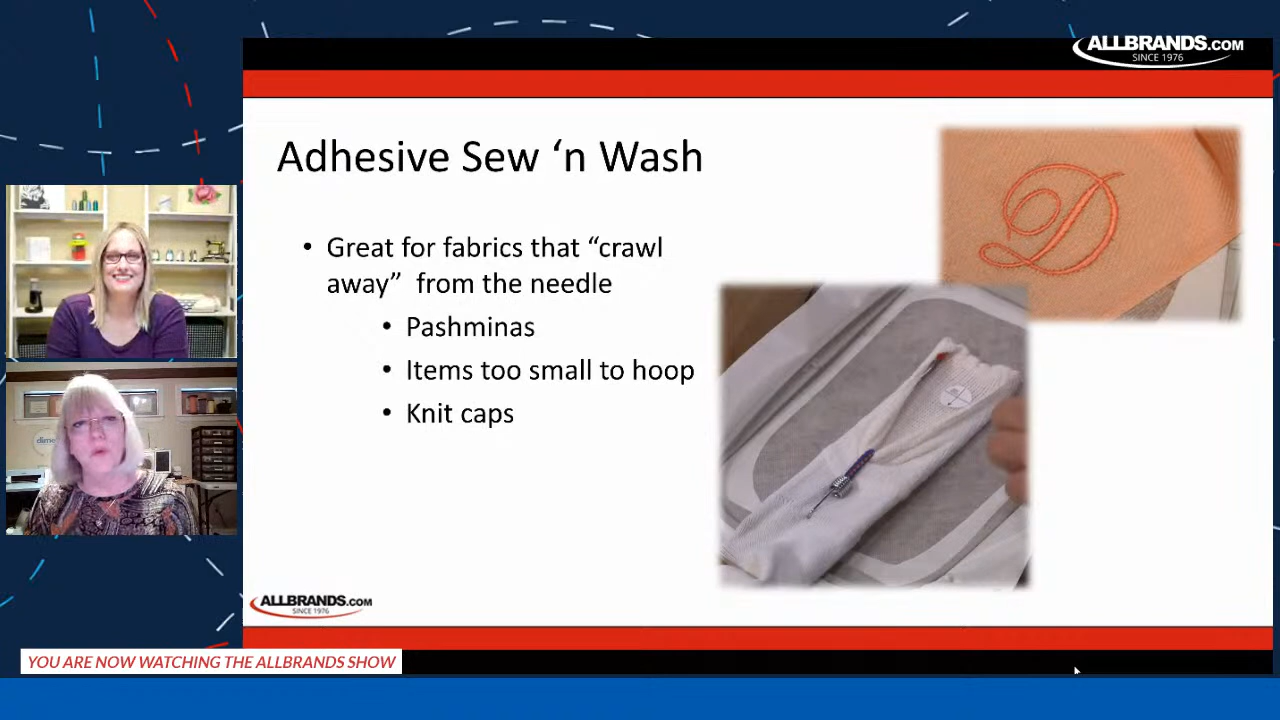 ALLBRANDS.COM
SINCE 1976
Adhesive Sew ‘n Wash
• Great for fabrics that “crawl
away” from the needle
• Pashminas
• Items too small to hoop
• Knit caps
D
dime
ALLBRANDS.COM
SINCE 1976
YOU ARE NOW WATCHING THE ALLBRANDS SHOW